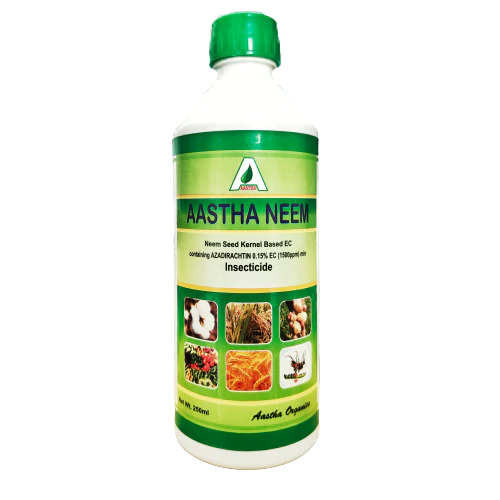 AASTHA
AASTHA NEEM
Neem Seed Kernel Based EC
containing AZADIRACHTIN 0.15% EC (1500ppm) min
Insecticide
Net Wt. 250ml
Aastha Organics